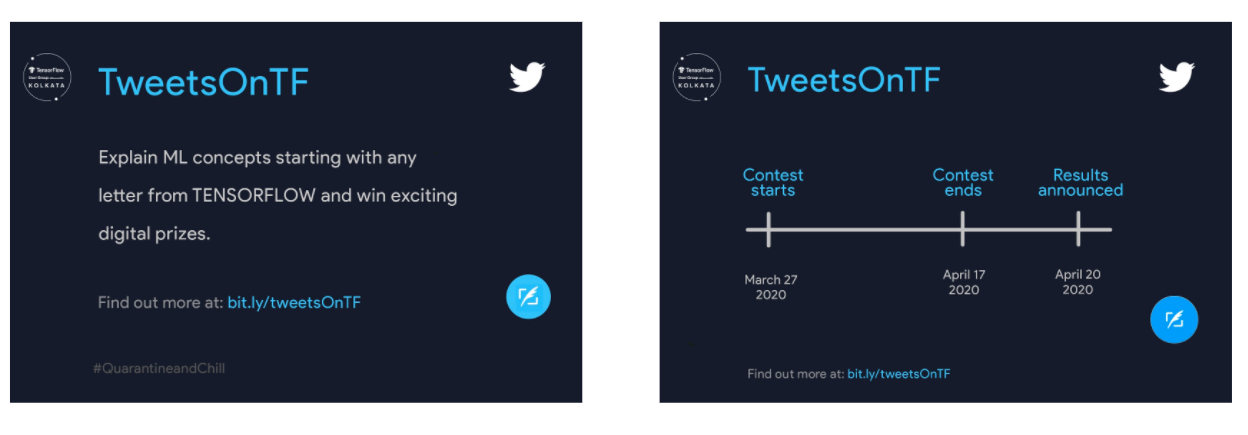 TensorFlow
User Group
KOLKATA
TweetsOnTF
Explain ML concepts starting with any
letter from TENSORFLOW and win exciting
digital prizes.
Find out more at: bit.ly/tweetsOnTF
#QuarantineandChill
TensorFlow
User Group
KOLKATA
TweetsOnTF
Contest
starts
Contest
ends
Results
announced
March 27
2020
April 17
2020
April 20
2020
Find out more at: bit.ly/tweetsOnTF